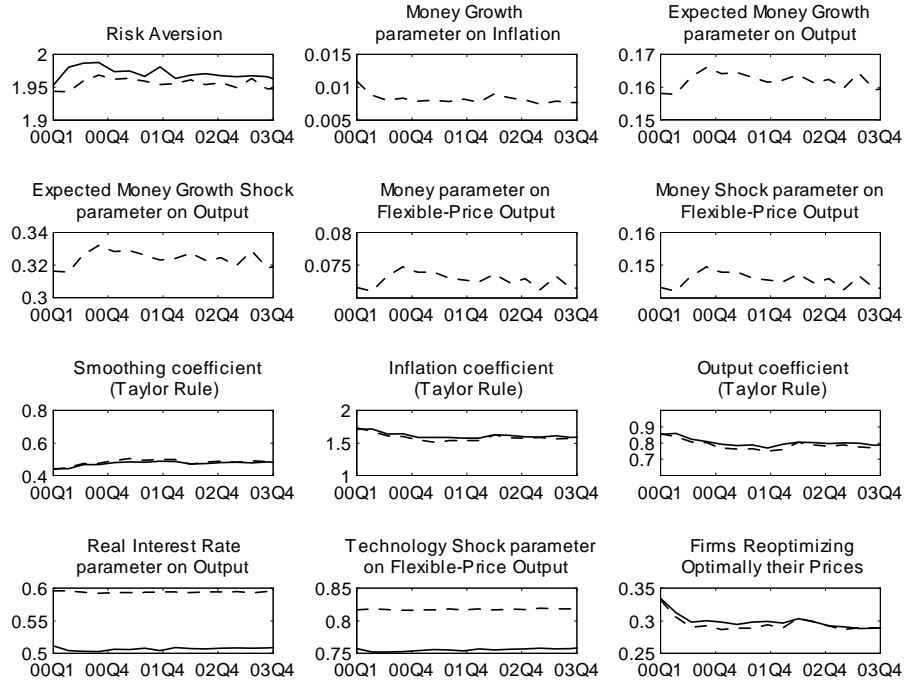 Risk Aversion
2
1.95
1.9
00Q1 00Q4 01Q4 02Q4 03Q4
Money Growth
parameter on Inflation
0.015
0.01
0.005
00Q1 00Q4 01Q4 02Q4 03Q4
Expected Money Growth
parameter on Output
0.17
0.16
0.15
00Q1 00Q4 01Q4 02Q4 03Q4
Expected Money Growth Shock
parameter on Output
0.34
0.32
0.3
00Q1 00Q4 01Q4 02Q4 03Q4
Money parameter on
Flexible-Price Output
0.08
0.075
00Q1 00Q4 01Q4 02Q4 03Q4
Money Shock parameter on
Flexible-Price Output
0.16
0.15
00Q1 00Q4 01Q4 02Q4 03Q4
Smoothing coefficient
(Taylor Rule)
0.8
0.6
0.4
00Q1 00Q4 01Q4 02Q4 03Q4
Inflation coefficient
(Taylor Rule)
2
1.5
1
00Q1 00Q4 01Q4 02Q4 03Q4
Output coefficient
(Taylor Rule)
0.9
0.8
0.7
00Q1 00Q4 01Q4 02Q4 03Q4
Real Interest Rate
parameter on Output
0.6
0.55
0.5
00Q1 00Q4 01Q4 02Q4 03Q4
Technology Shock parameter
on Flexible-Price Output
0.85
0.8
0.75
00Q1 00Q4 01Q4 02Q4 03Q4
Firms Reoptimizing
Optimally their Prices
0.35
0.3
0.25
00Q1 00Q4 01Q4 02Q4 03Q4